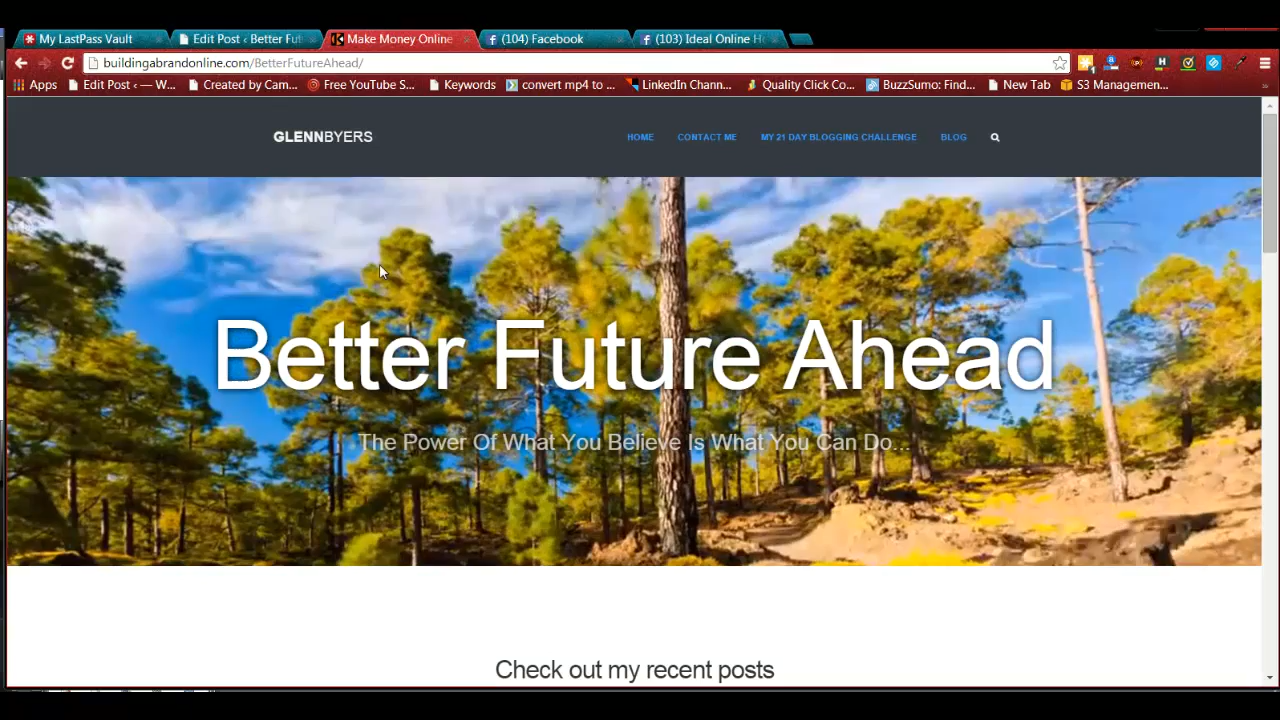 My LastPass Vault
Edit Post ‹ Better Fut
Make Money Online
(104) Facebook
(103) Ideal Online H
buildingabrandonline.com/BetterFutureAhead/
Apps
Edit Post ‹ — W...
Created by Cam...
Free YouTube S...
Keywords
convert mp4 to ...
LinkedIn Chann...
Quality Click Co...
BuzzSumo: Find...
New Tab
S3 Managemen...
GLENNBYERS
HOME
CONTACT ME
MY 21 DAY BLOGGING CHALLENGE
BLOG
Better Future Ahead
The Power Of What You Believe Is What You Can Do...
Check out my recent posts